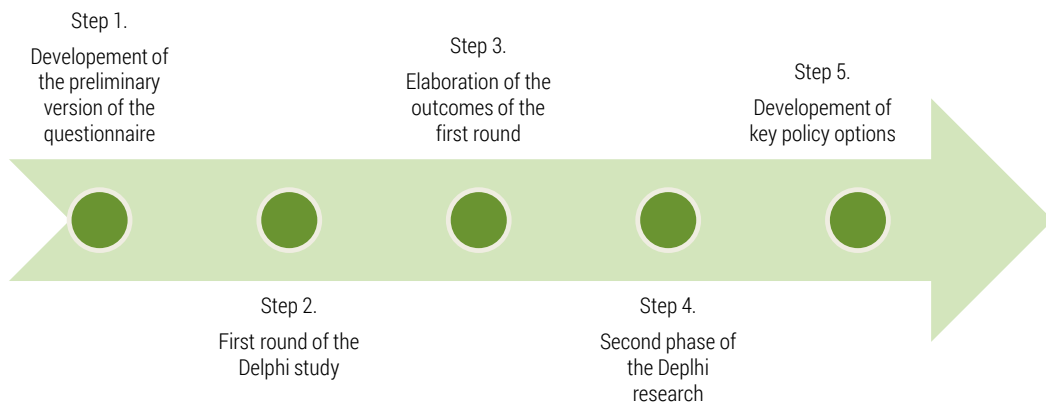 Step 1.
Developement of
the preliminary
version of the
questionnaire
Step 2.
First round of the
Delphi study
Step 3.
Elaboration of the
outcomes of the
first round
Step 4.
Second phase of
the Deplhi
research
Step 5.
Developement of
key policy options